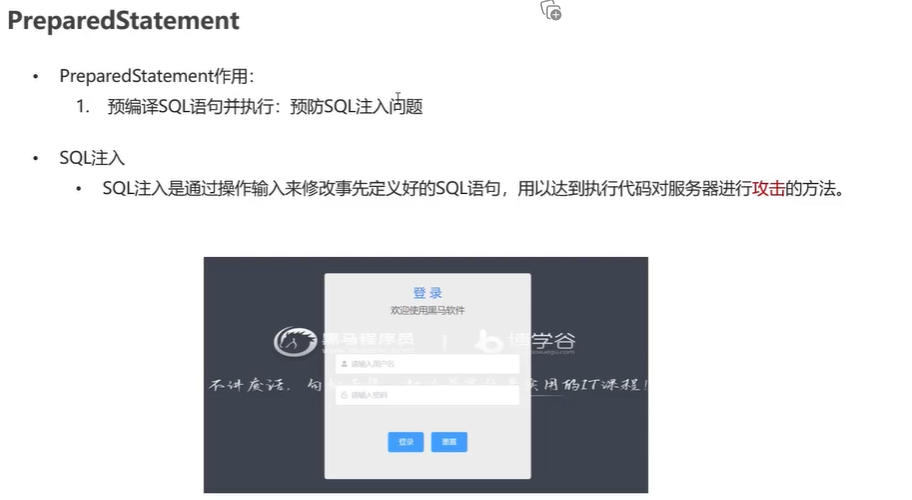 PreparedStatement
• PreparedStatement作用：
1. 预编译SQL语句并执行：预防SQL注入问题
• SQL注入
• SQL注入是通过操作输入来修改事先定义好的SQL语句，用以达到执行代码对服务器进行攻击的方法。
登 录
欢迎使用黑马软件
黑马程序员 | 博学谷
请输入用户名
实用的IT课程!
请输入密码
登录 重置